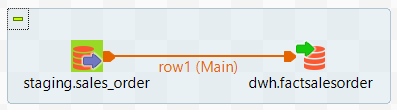 row1 (Main)
staging.sales_order
dwh.factsalesorder